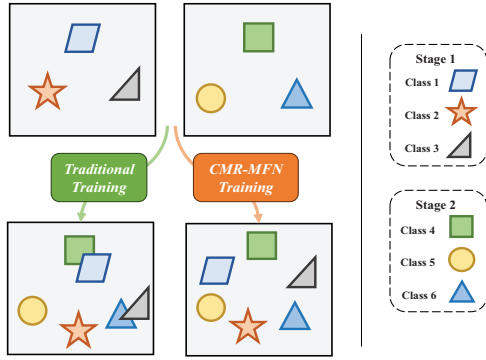 Traditional
Training
CMR-MFN
Training
Stage 1
Class 1
Class 2
Class 3
Stage 2
Class 4
Class 5
Class 6